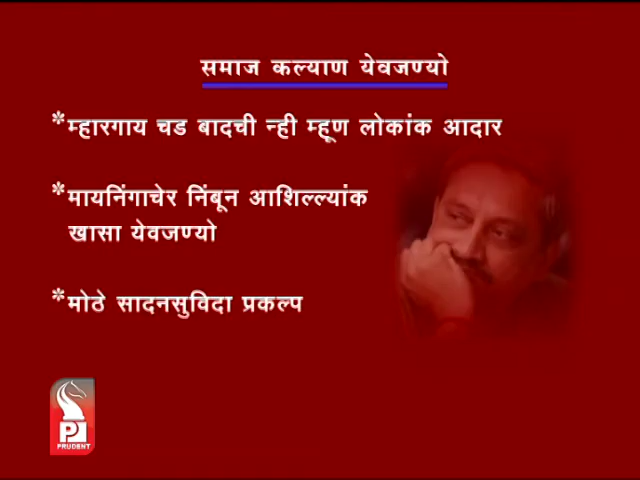 समाज कल्याण येवजण्यो
*म्हारगाय चड बादची न्ही म्हूण लोकांक आदार
*मायनिंगाचेर निंबून आशिल्ल्यांक
खासा येवजण्यो
*मोठे सादनसुविदा प्रकल्प
PRUDENT